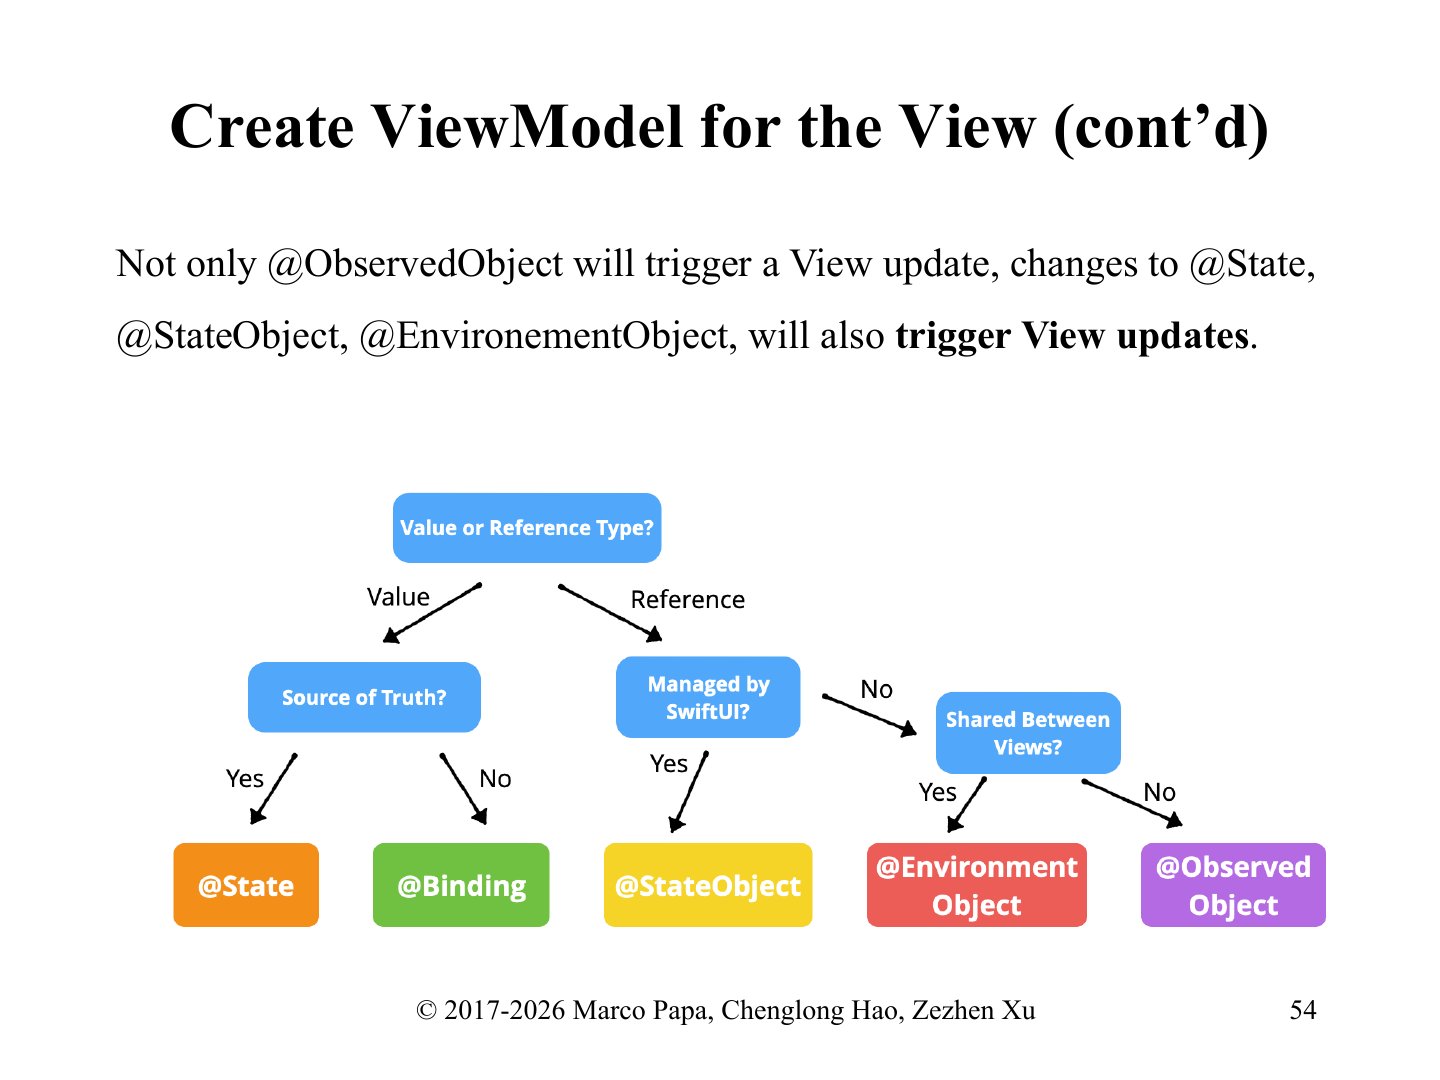 Create ViewModel for the View (cont’d)
Not only @ObservedObject will trigger a View update, changes to @State,
@StateObject, @EnvironementObject, will also trigger View updates.
Value or Reference Type?
Value
Reference
Source of Truth?
Managed by
SwiftUI?
No
Shared Between
Views?
Yes
No
Yes
Yes
No
@State
@Binding
@StateObject
@Environment
Object
@Observed
Object
© 2017-2026 Marco Papa, Chenglong Hao, Zezhen Xu
54